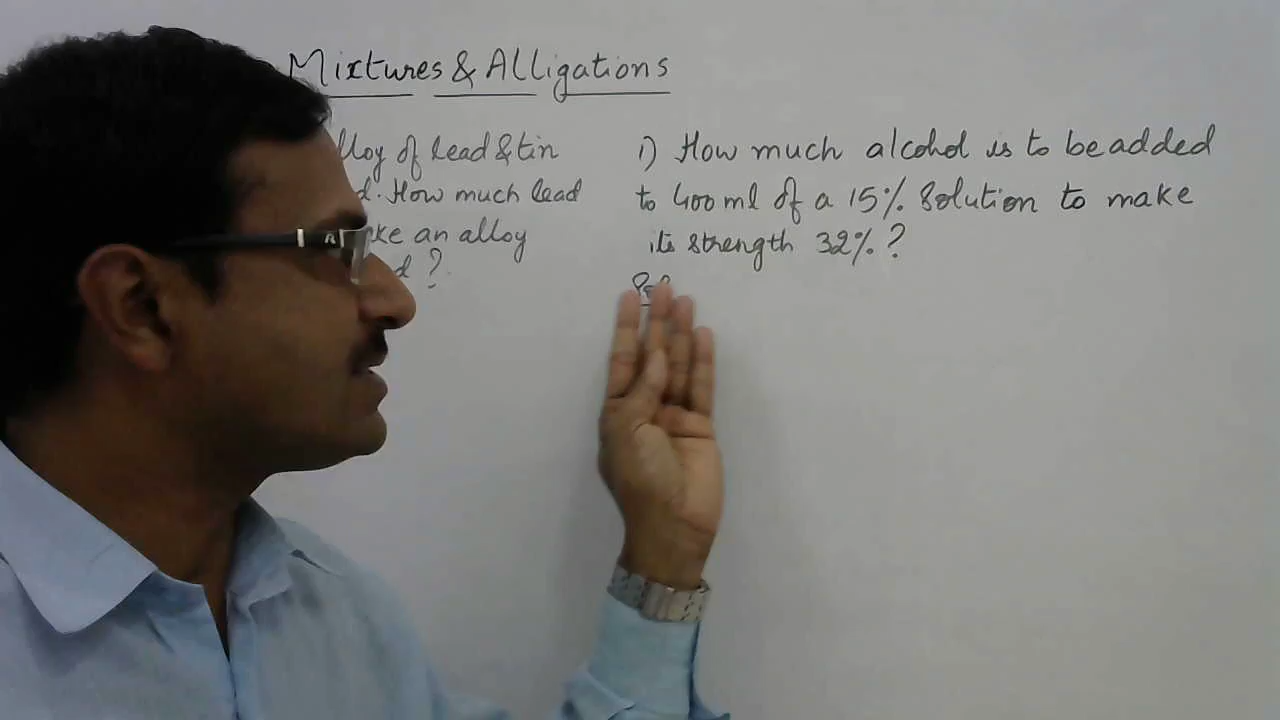 Mixtures & Alligations
lloy of lead & tin
d. How much lead
ke an alloy
d ?
1) How much alcohol is to be added
to 400 ml of a 15% solution to make
its strength 32% ?